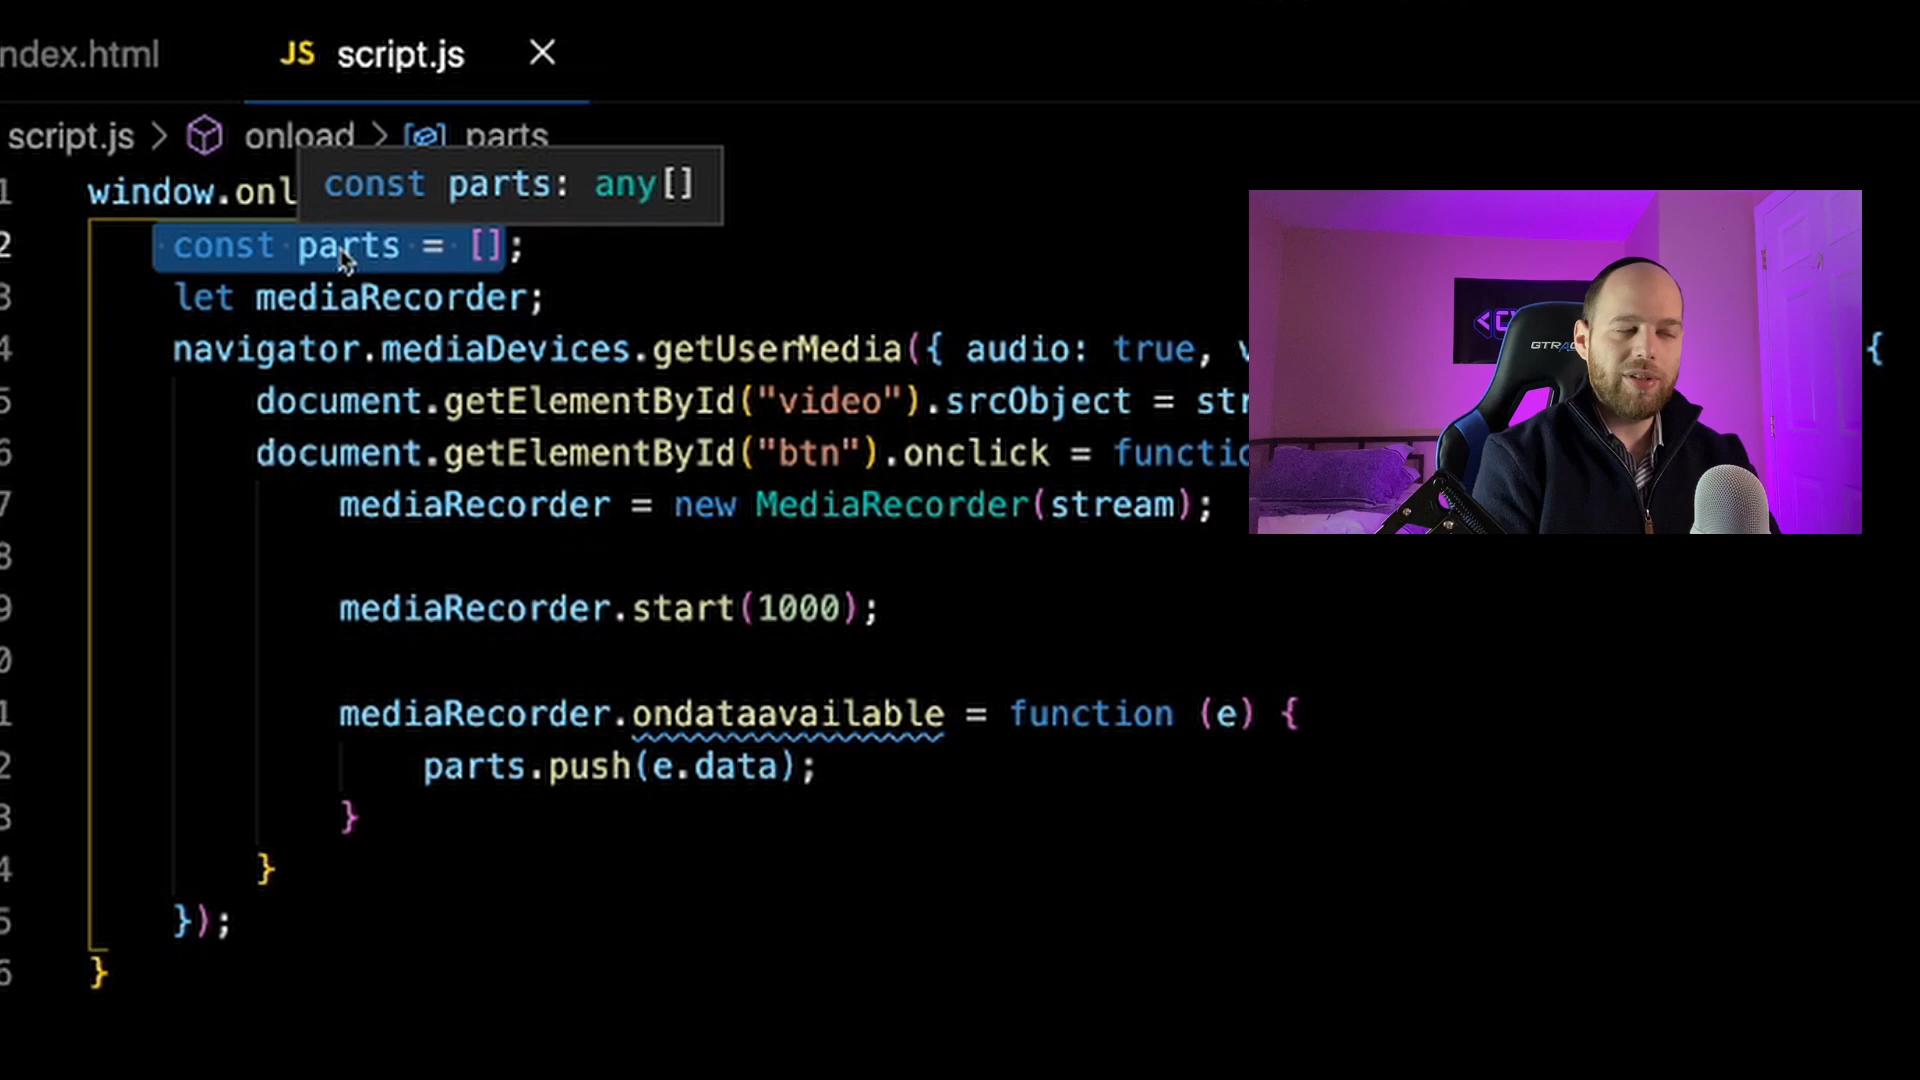 ndex.html JS script.js
script.js > onload > parts
const parts: any[]
1 window.onl
2 const parts = [];
3 let mediaRecorder;
4 navigator.mediaDevices.getUserMedia({ audio: true, v {
5 document.getElementById("video").srcObject = str
6 document.getElementById("btn").onclick = functio
7 mediaRecorder = new MediaRecorder(stream);
8
9 mediaRecorder.start(1000);
0
1 mediaRecorder.ondataavailable = function (e) {
2 parts.push(e.data);
3 }
4 }
5 });
6 }